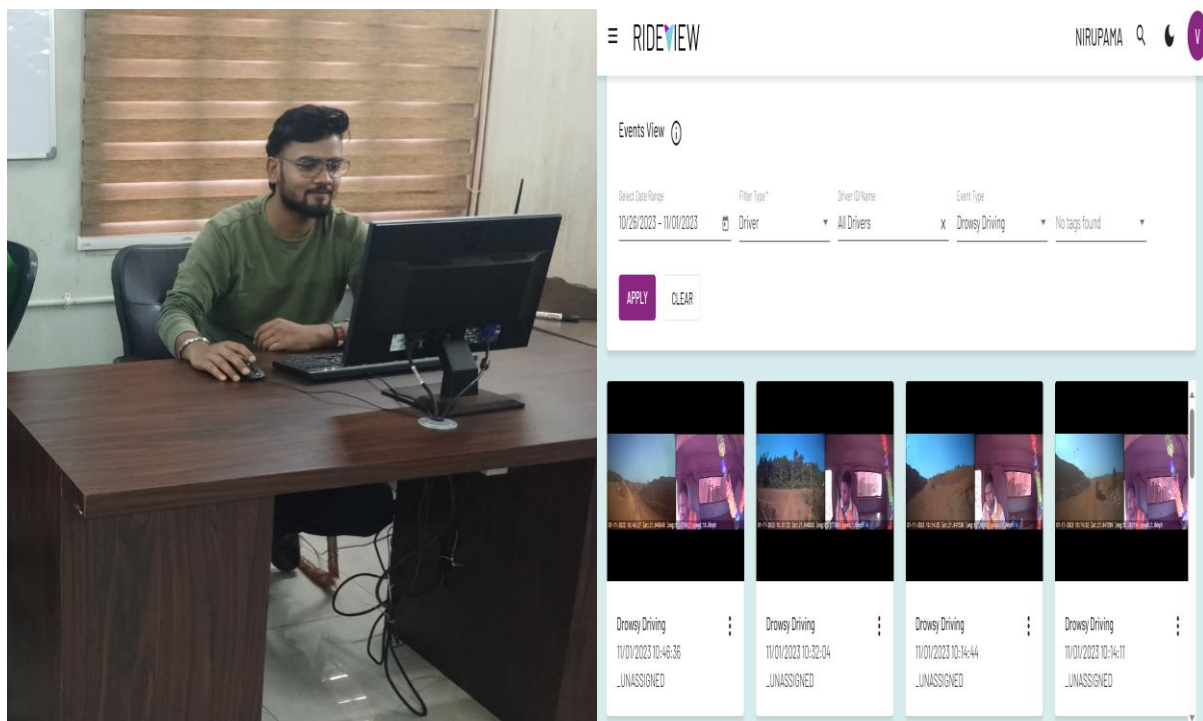 RIDEVIEW
NIRUPAMA
V
Events View
Select Date Range
10/26/2023 - 11/01/2023
Filter Type*
Driver
Driver ID/Name
All Drivers
X
Event Type
Drowsy Driving
No tags found
APPLY
CLEAR
Drowsy Driving
11/01/2023 10:46:36
_UNASSIGNED
Drowsy Driving
11/01/2023 10:32:04
_UNASSIGNED
Drowsy Driving
11/01/2023 10:14:44
_UNASSIGNED
Drowsy Driving
11/01/2023 10:14:11
_UNASSIGNED